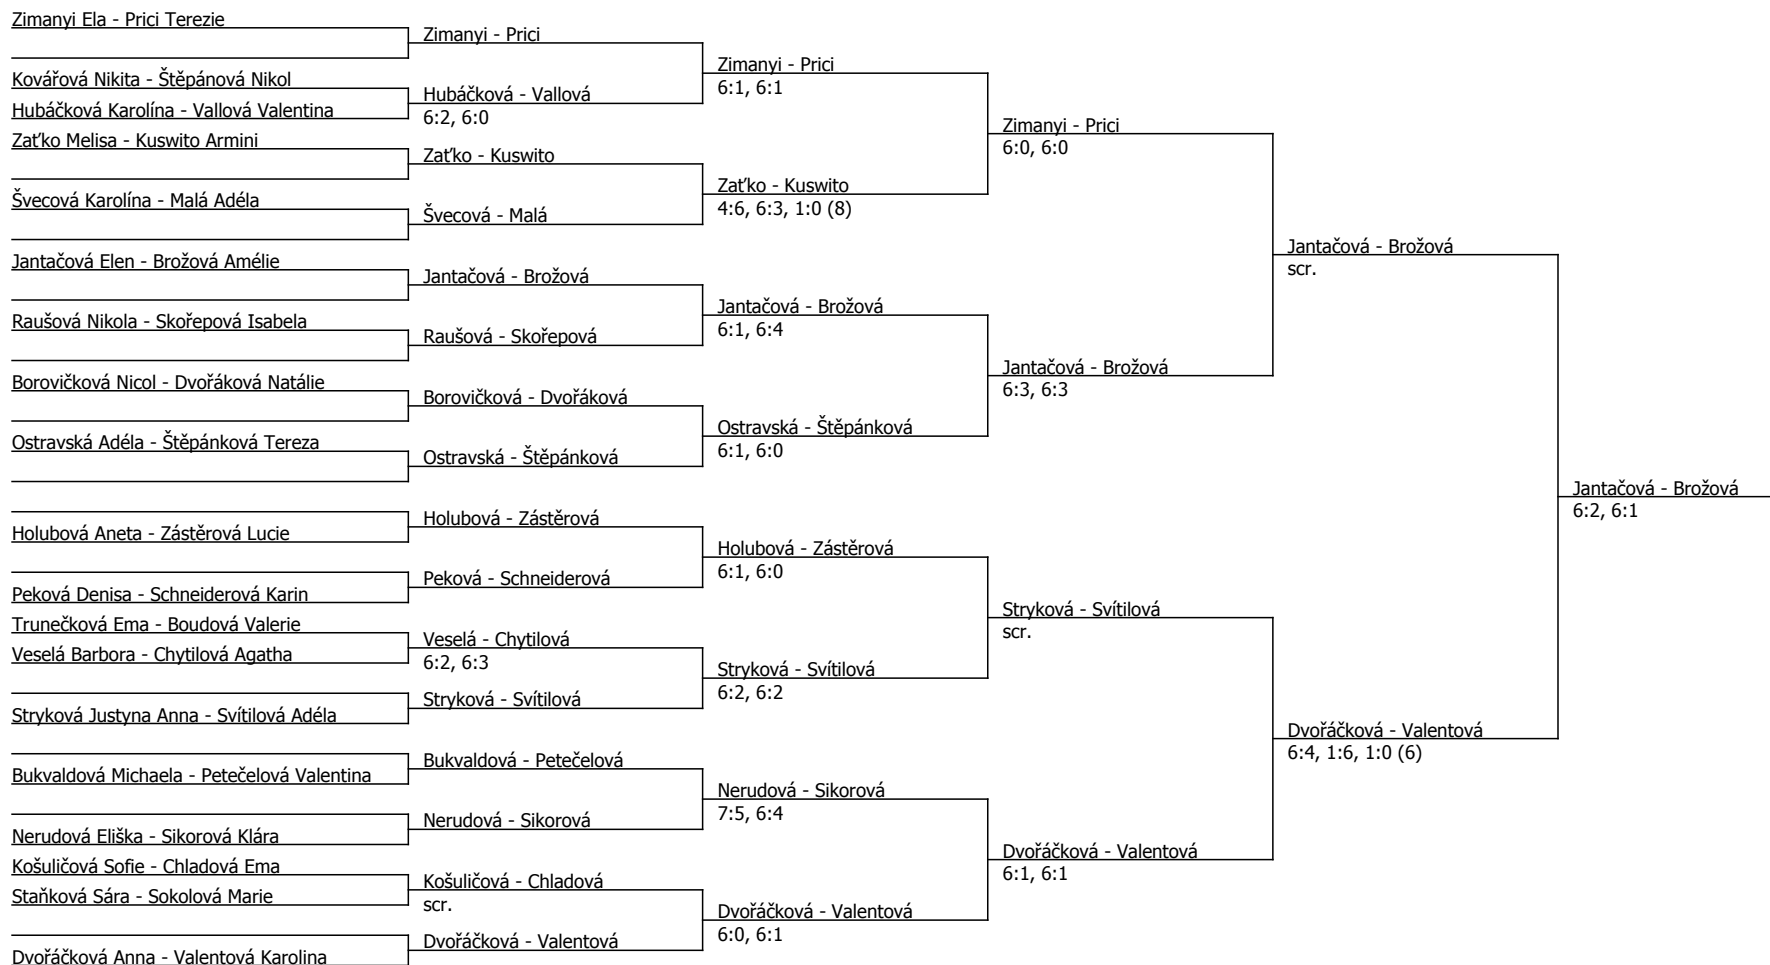 Zimanyi Ela - Prici Terezie
Kovářová Nikita - Štěpánová Nikol
Hubáčková Karolína - Vallová Valentina
Zaťko Melisa - Kuswito Armini
Švecová Karolína - Malá Adéla
Jantačová Elen - Brožová Amélie
Raušová Nikola - Skořepová Isabela
Borovičková Nicol - Dvořáková Natálie
Ostravská Adéla - Štěpánková Tereza
Holubová Aneta - Zástěrová Lucie
Peková Denisa - Schneiderová Karin
Trunečková Ema - Boudová Valerie
Veselá Barbora - Chytilová Agatha
Stryková Justyna Anna - Svítilová Adéla
Bukvaldová Michaela - Petečelová Valentina
Nerudová Eliška - Sikorová Klára
Košuličová Sofie - Chladová Ema
Staňková Sára - Sokolová Marie
Dvořáčková Anna - Valentová Karolina
Zimanyi - Prici
Hubáčková - Vallová
6:2, 6:0
Zaťko - Kuswito
Švecová - Malá
Jantačová - Brožová
Raušová - Skořepová
Borovičková - Dvořáková
Ostravská - Štěpánková
Holubová - Zástěrová
Peková - Schneiderová
Veselá - Chytilová
6:2, 6:3
Stryková - Svítilová
Bukvaldová - Petečelová
Nerudová - Sikorová
Košuličová - Chladová
scr.
Dvořáčková - Valentová
Zimanyi - Prici
6:1, 6:1
Zaťko - Kuswito
4:6, 6:3, 1:0 (8)
Jantačová - Brožová
6:1, 6:4
Ostravská - Štěpánková
6:1, 6:0
Holubová - Zástěrová
6:1, 6:0
Stryková - Svítilová
6:2, 6:2
Nerudová - Sikorová
7:5, 6:4
Dvořáčková - Valentová
6:0, 6:1
Zimanyi - Prici
6:0, 6:0
Jantačová - Brožová
6:3, 6:3
Stryková - Svítilová
scr.
Dvořáčková - Valentová
6:1, 6:1
Jantačová - Brožová
scr.
Dvořáčková - Valentová
6:4, 1:6, 1:0 (6)
Jantačová - Brožová
6:2, 6:1